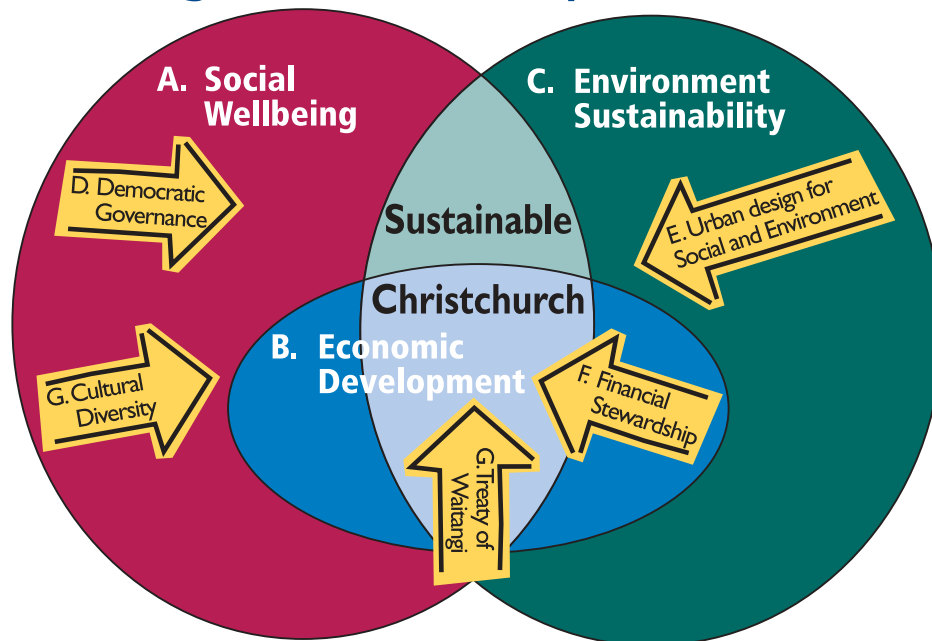 A. Social
Wellbeing
C. Environment
Sustainability
D. Democratic
Governance
E. Urban design for
Social and Environment
Sustainable
Christchurch
B. Economic
Development
G. Cultural
Diversity
F. Financial
Stewardship
G. Treaty of
Waitangi